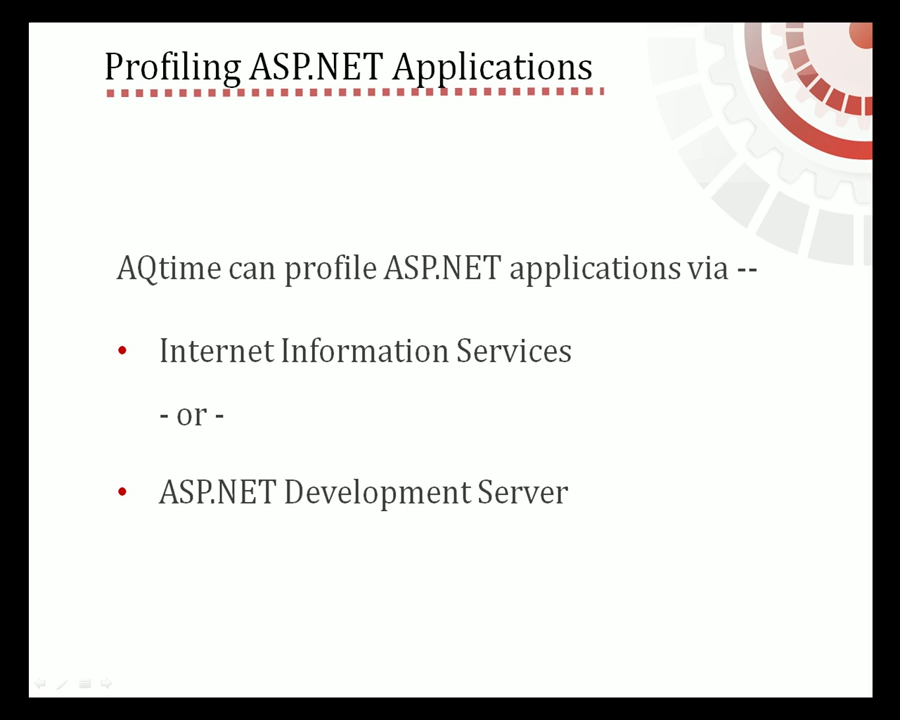 Profiling ASP.NET Applications
AQtime can profile ASP.NET applications via --
• Internet Information Services
- or -
• ASP.NET Development Server